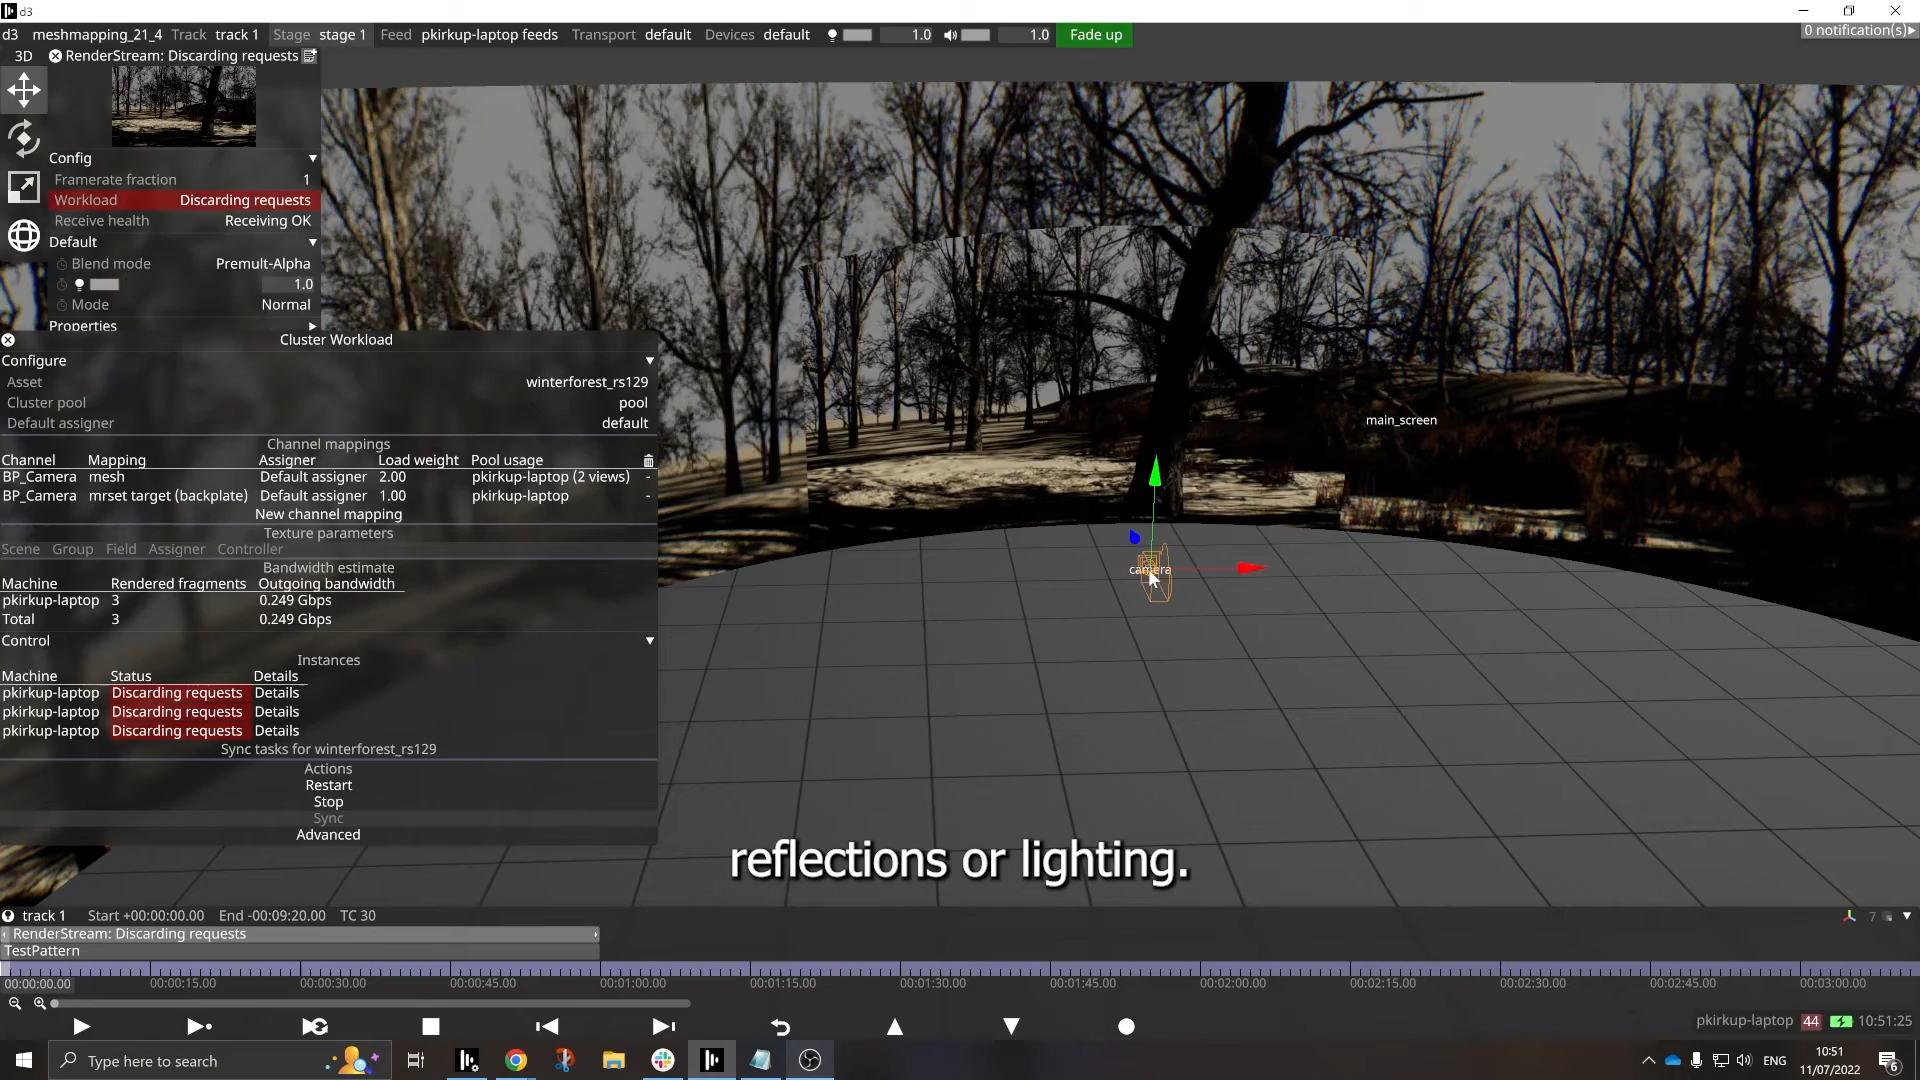 d3
d3 meshmapping_21_4 Track track 1 Stage stage 1 Feed pkirkup-laptop feeds Transport default Devices default 1.0 1.0 Fade up 0 notification(s)
3D RenderStream: Discarding requests
Config
Framerate fraction 1
Workload Discarding requests
Receive health Receiving OK
Default
Blend mode Premult-Alpha
1.0
Mode Normal
Properties
Cluster Workload
Configure
Asset winterforest_rs129
Cluster pool pool
Default assigner default
Channel mappings
Channel Mapping Assigner Load weight Pool usage
BP_Camera mesh Default assigner 2.00 pkirkup-laptop (2 views) -
BP_Camera mrset target (backplate) Default assigner 1.00 pkirkup-laptop -
New channel mapping
Texture parameters
Scene Group Field Assigner Controller
Bandwidth estimate
Machine Rendered fragments Outgoing bandwidth
pkirkup-laptop 3 0.249 Gbps
Total 3 0.249 Gbps
Control
Instances
Machine Status Details
pkirkup-laptop Discarding requests Details
pkirkup-laptop Discarding requests Details
pkirkup-laptop Discarding requests Details
Sync tasks for winterforest_rs129
Actions
Restart
Stop
Sync
Advanced
main_screen
camera
reflections or lighting.
track 1 Start +00:00:00.00 End -00:09:20.00 TC 30 7
RenderStream: Discarding requests
TestPattern
00:00:00.00 00:00:15.00 00:00:30.00 00:00:45.00 00:01:00.00 00:01:15.00 00:01:30.00 00:01:45.00 00:02:00.00 00:02:15.00 00:02:30.00 00:02:45.00 00:03:00.00
pkirkup-laptop 44 10:51:25
Type here to search ENG 10:51
11/07/2022 6